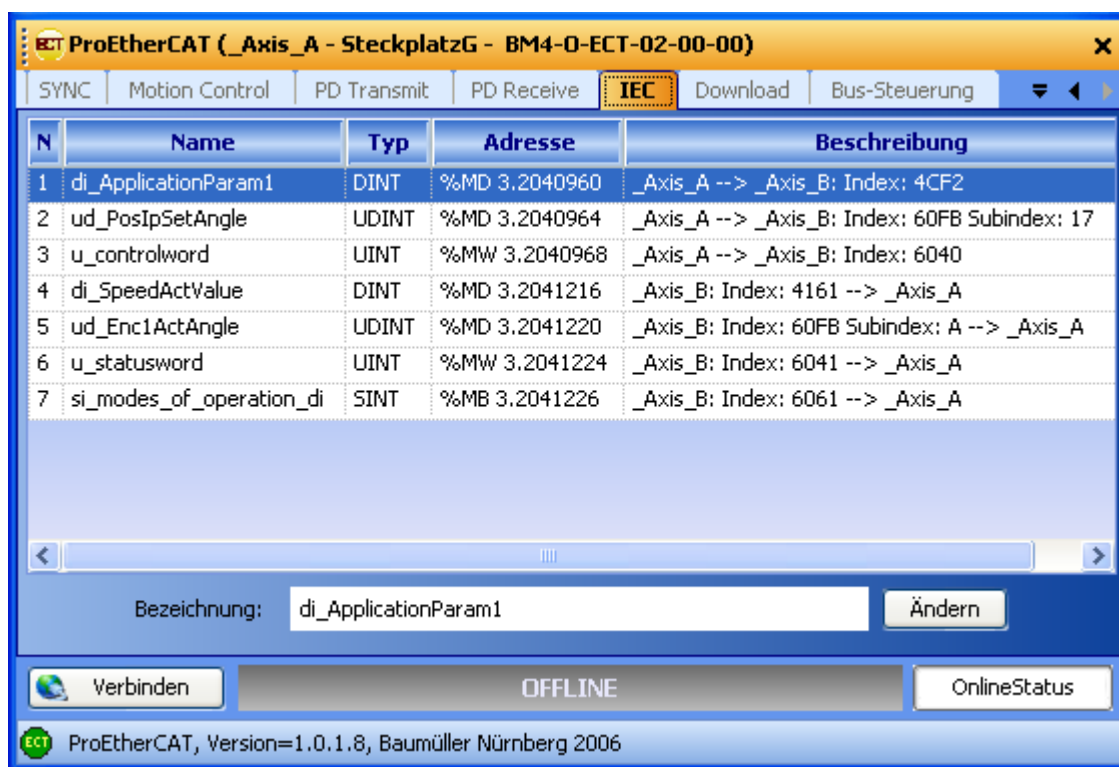 ECT ProEtherCAT (_Axis_A - SteckplatzG - BM4-O-ECT-02-00-00)
SYNC Motion Control PD Transmit PD Receive IEC Download Bus-Steuerung
N Name Typ Adresse Beschreibung
1 di_ApplicationParam1 DINT %MD 3.2040960 _Axis_A --> _Axis_B: Index: 4CF2
2 ud_PosIpSetAngle UDINT %MD 3.2040964 _Axis_A --> _Axis_B: Index: 60FB Subindex: 17
3 u_controlword UINT %MW 3.2040968 _Axis_A --> _Axis_B: Index: 6040
4 di_SpeedActValue DINT %MD 3.2041216 _Axis_B: Index: 4161 --> _Axis_A
5 ud_Enc1ActAngle UDINT %MD 3.2041220 _Axis_B: Index: 60FB Subindex: A --> _Axis_A
6 u_statusword UINT %MW 3.2041224 _Axis_B: Index: 6041 --> _Axis_A
7 si_modes_of_operation_di SINT %MB 3.2041226 _Axis_B: Index: 6061 --> _Axis_A
Bezeichnung: di_ApplicationParam1 Ändern
Verbinden OFFLINE OnlineStatus
ECT ProEtherCAT, Version=1.0.1.8, Baumüller Nürnberg 2006